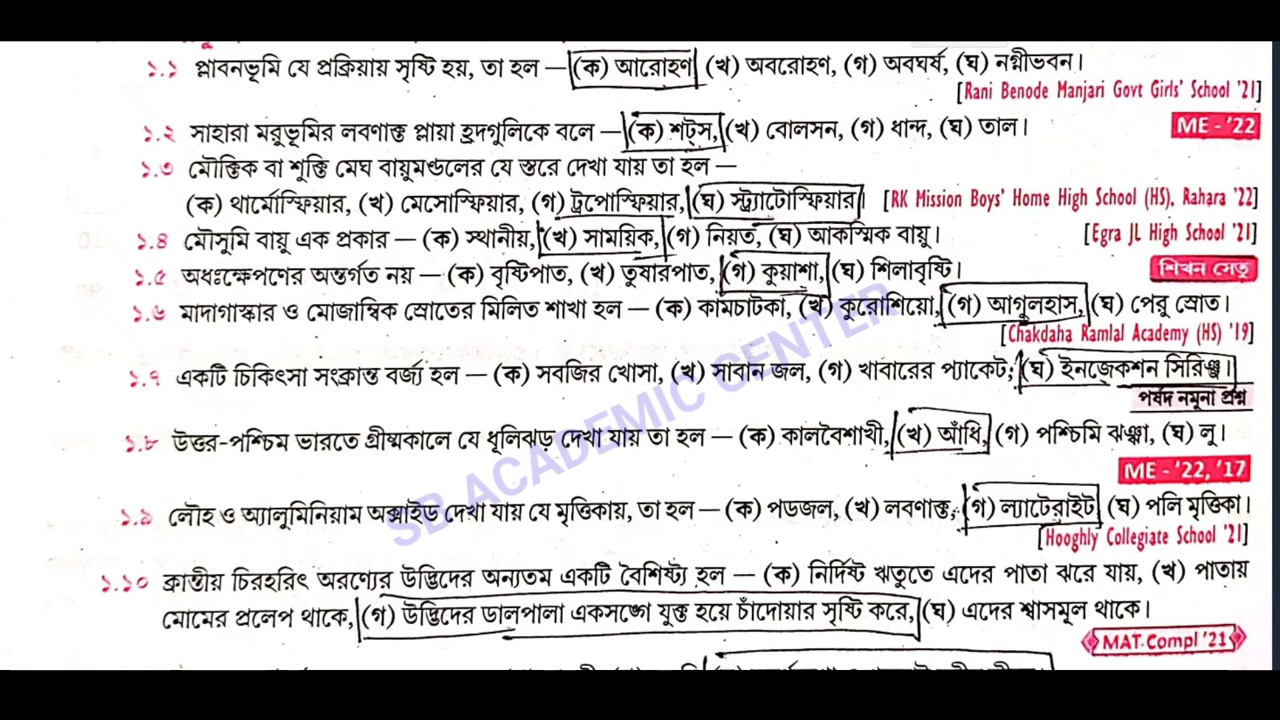 ১.১ প্লাবনভূমি যে প্রক্রিয়ায় সৃষ্টি হয়, তা হল — (ক) আরোহণ (খ) অবরোহণ, (গ) অবঘর্ষ, (ঘ) নগ্নীভবন।
[Rani Benode Manjari Govt Girls' School '21]
১.২ সাহারা মরুভূমির লবণাক্ত প্লায়া হ্রদগুলিকে বলে — (ক) শট্স, (খ) বোলসন, (গ) ধান্দ, (ঘ) তাল।
ME - '22
১.৩ মৌক্তিক বা শুক্তি মেঘ বায়ুমণ্ডলের যে স্তরে দেখা যায় তা হল —
(ক) থার্মোস্ফিয়ার, (খ) মেসোস্ফিয়ার, (গ) ট্রপোস্ফিয়ার, (ঘ) স্ট্র্যাটোস্ফিয়ার। [RK Mission Boys' Home High School (HS), Rahara '22]
১.৪ মৌসুমি বায়ু এক প্রকার — (ক) স্থানীয়, (খ) সাময়িক, (গ) নিয়ত, (ঘ) আকস্মিক বায়ু।
[Egra JL High School '21]
১.৫ অধঃক্ষেপণের অন্তর্গত নয় — (ক) বৃষ্টিপাত, (খ) তুষারপাত, (গ) কুয়াশা, (ঘ) শিলাবৃষ্টি।
শিখন সেতু
১.৬ মাদাগাস্কার ও মোজাম্বিক স্রোতের মিলিত শাখা হল — (ক) কামচাটকা, (খ) কুরোশিয়ো, (গ) আগুলহাস, (ঘ) পেরু স্রোত।
[Chakdaha Ramlal Academy (HS) '19]
১.৭ একটি চিকিৎসা সংক্রান্ত বর্জ্য হল — (ক) সবজির খোসা, (খ) সাবান জল, (গ) খাবারের প্যাকেট, (ঘ) ইনজেকশন সিরিঞ্জ।
পর্ষদ নমুনা প্রশ্ন
১.৮ উত্তর-পশ্চিম ভারতে গ্রীষ্মকালে যে ধূলিঝড় দেখা যায় তা হল — (ক) কালবৈশাখী, (খ) আঁধি, (গ) পশ্চিমি ঝঞ্ঝা, (ঘ) লু।
ME - '22, '17
১.৯ লৌহ ও অ্যালুমিনিয়াম অক্সাইড দেখা যায় যে মৃত্তিকায়, তা হল — (ক) পডজল, (খ) লবণাক্ত, (গ) ল্যাটেরাইট (ঘ) পলি মৃত্তিকা।
[Hooghly Collegiate School '21]
১.১০ ক্রান্তীয় চিরহরিৎ অরণ্যের উদ্ভিদের অন্যতম একটি বৈশিষ্ট্য হল — (ক) নির্দিষ্ট ঋতুতে এদের পাতা ঝরে যায়, (খ) পাতায়
মোমের প্রলেপ থাকে, (গ) উদ্ভিদের ডালপালা একসঙ্গে যুক্ত হয়ে চাঁদোয়ার সৃষ্টি করে, (ঘ) এদের শ্বাসমূল থাকে।
MAT. Compl '21
SB ACADEMIC CENTER